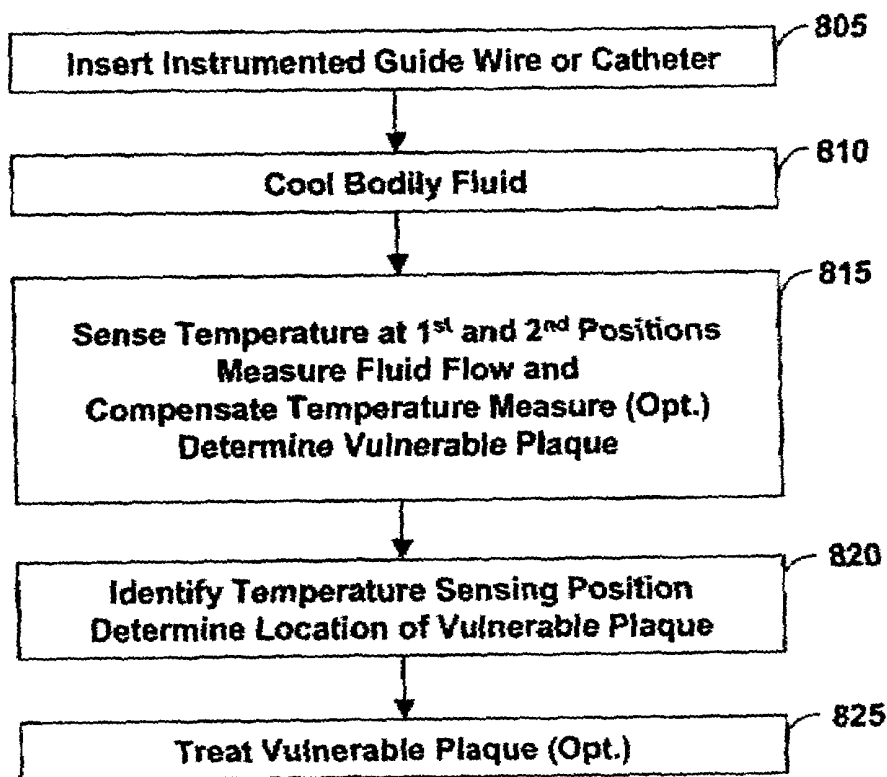 805
Insert Instrumented Guide Wire or Catheter
810
Cool Bodily Fluid
815
Sense Temperature at 1st and 2nd Positions
Measure Fluid Flow and
Compensate Temperature Measure (Opt.)
Determine Vulnerable Plaque
820
Identify Temperature Sensing Position
Determine Location of Vulnerable Plaque
825
Treat Vulnerable Plaque (Opt.)